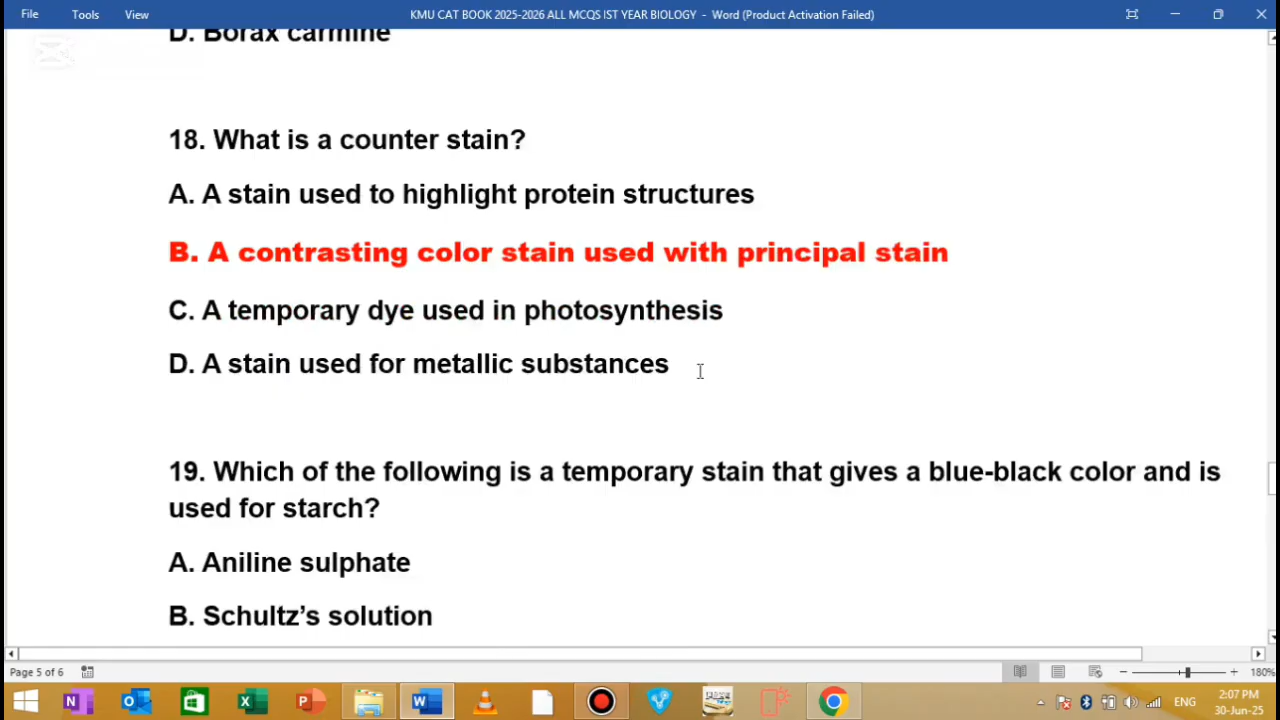 File Tools View KMU CAT BOOK 2025-2026 ALL MCQS IST YEAR BIOLOGY - Word (Product Activation Failed)
D. Borax carmine
18. What is a counter stain?
A. A stain used to highlight protein structures
B. A contrasting color stain used with principal stain
C. A temporary dye used in photosynthesis
D. A stain used for metallic substances
19. Which of the following is a temporary stain that gives a blue-black color and is
used for starch?
A. Aniline sulphate
B. Schultz’s solution
Page 5 of 6 180%
ENG 2:07 PM
30-Jun-25